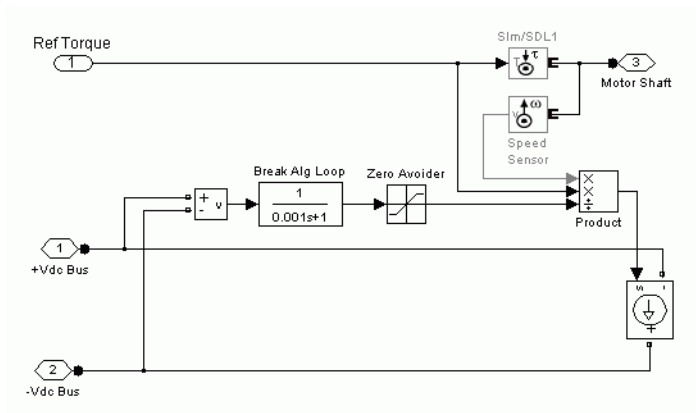 Ref Torque
1
Slm/SDL1
T
τ
3
Motor Shaft
v
ω
Speed
Sensor
Break Alg Loop
Zero Avoider
+
-
v
1
0.001s+1
×
×
÷
Product
1
+Vdc Bus
s
-
+
2
-Vdc Bus